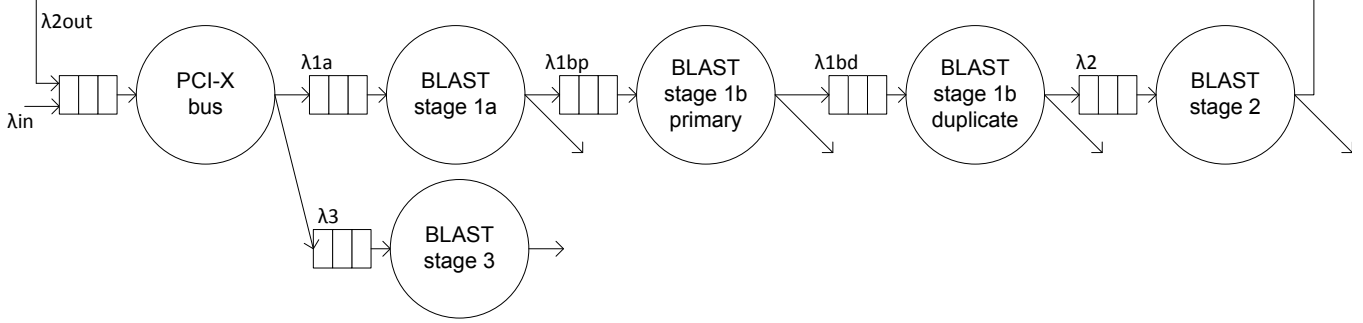 λ2out
λin
PCI-X
bus
λ1a
BLAST
stage 1a
λ1bp
BLAST
stage 1b
primary
λ1bd
BLAST
stage 1b
duplicate
λ2
BLAST
stage 2
λ3
BLAST
stage 3